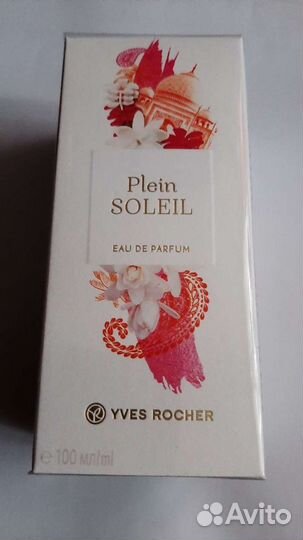 Plein
SOLEIL
EAU DE PARFUM
YVES ROCHER
℮ 100 мл/ml
Avito